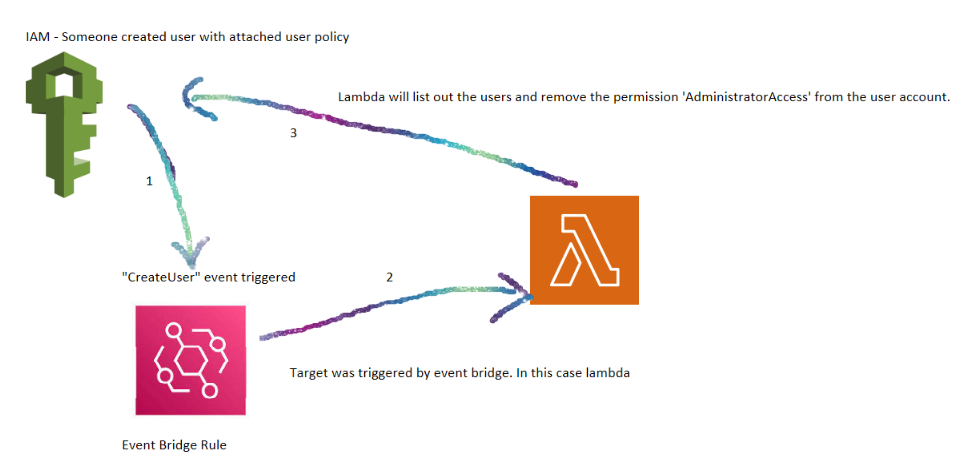 IAM - Someone created user with attached user policy
Lambda will list out the users and remove the permission 'AdministratorAccess' from the user account.
3
1
"CreateUser" event triggered
2
Target was triggered by event bridge. In this case lambda
Event Bridge Rule